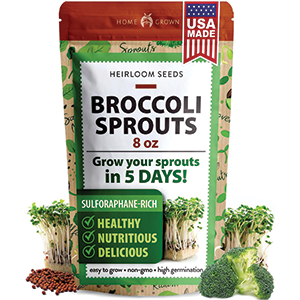 HOME GROWN
USA
MADE
Sprouts
HEIRLOOM SEEDS
BROCCOLI
SPROUTS
8 oz
Grow your sprouts
in 5 DAYS!
SULFORAPHANE-RICH
HEALTHY
NUTRITIOUS
DELICIOUS
easy to grow • non-gmo • high germination